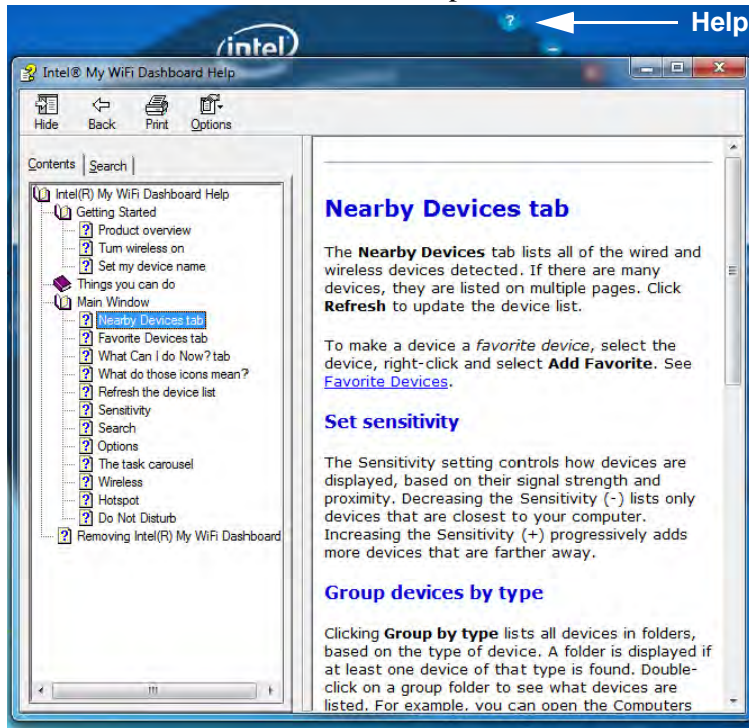 ? Help
(intel)
Intel® My WiFi Dashboard Help
Hide Back Print Options
Contents Search
Intel(R) My WiFi Dashboard Help
Getting Started
Product overview
Turn wireless on
Set my device name
Things you can do
Main Window
Nearby Devices tab
Favorite Devices tab
What Can I do Now? tab
What do those icons mean?
Refresh the device list
Sensitivity
Search
Options
The task carousel
Wireless
Hotspot
Do Not Disturb
Removing Intel(R) My WiFi Dashboard
Nearby Devices tab
The Nearby Devices tab lists all of the wired and
wireless devices detected. If there are many
devices, they are listed on multiple pages. Click
Refresh to update the device list.
To make a device a favorite device, select the
device, right-click and select Add Favorite. See
Favorite Devices.
Set sensitivity
The Sensitivity setting controls how devices are
displayed, based on their signal strength and
proximity. Decreasing the Sensitivity (-) lists only
devices that are closest to your computer.
Increasing the Sensitivity (+) progressively adds
more devices that are farther away.
Group devices by type
Clicking Group by type lists all devices in folders,
based on the type of device. A folder is displayed if
at least one device of that type is found. Double-
click on a group folder to see what devices are
listed. For example, you can open the Computers